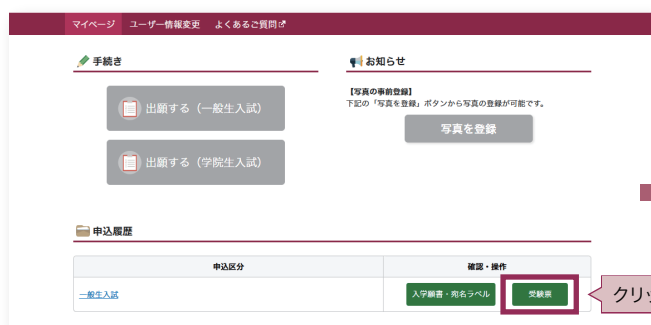 マイページ ユーザー情報変更 よくあるご質問
手続き
出願する（一般生入試）
出願する（学院生入試）
お知らせ
【写真の事前登録】
下記の「写真を登録」ボタンから写真の登録が可能です。
写真を登録
申込履歴
申込区分 確認・操作
一般生入試 入学願書・宛名ラベル 受験票
クリッ